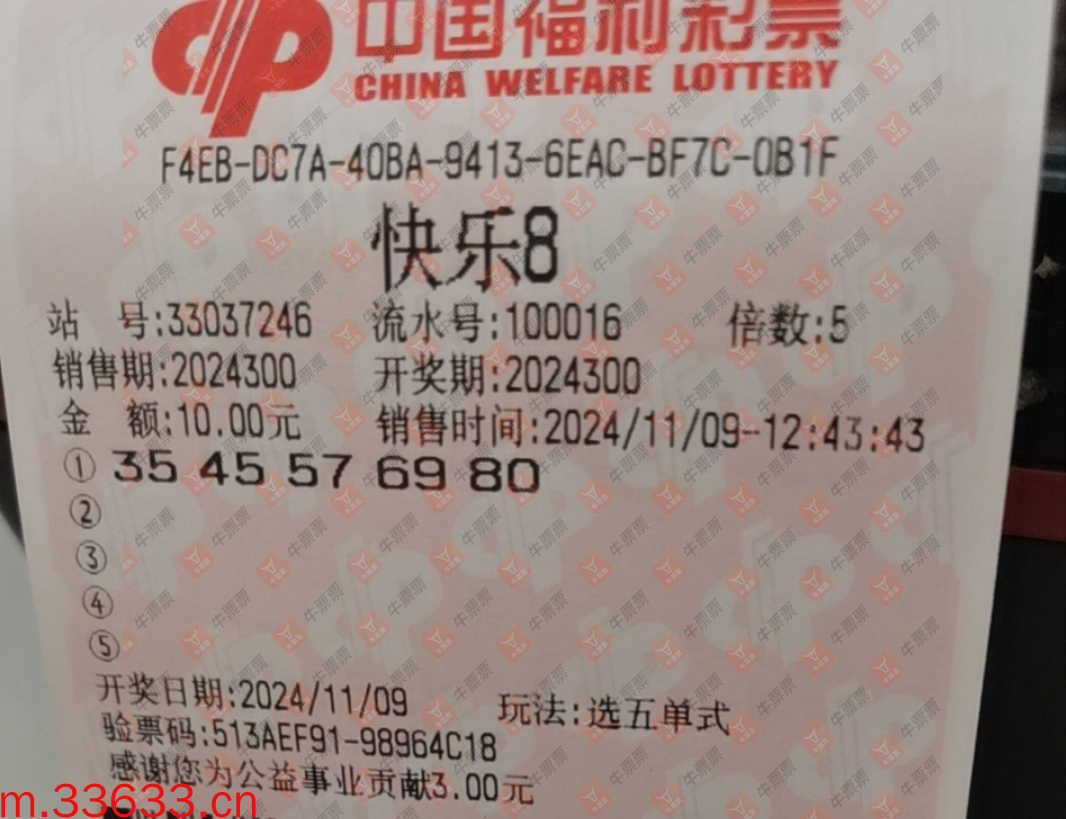 中国福利彩票
CHINA WELFARE LOTTERY
F4EB-DC7A-40BA-9413-6EAC-BF7C-0B1F
快乐8
站 号:33037246 流水号:100016 倍数:5
销售期:2024300 开奖期:2024300
金 额:10.00元 销售时间:2024/11/09-12:43:43
① 35 45 57 69 80
②
③
④
⑤
开奖日期:2024/11/09 玩法:选五单式
验票码:513AEF91-98964C18
感谢您为公益事业贡献3.00元
m.33633.cn
牛票票